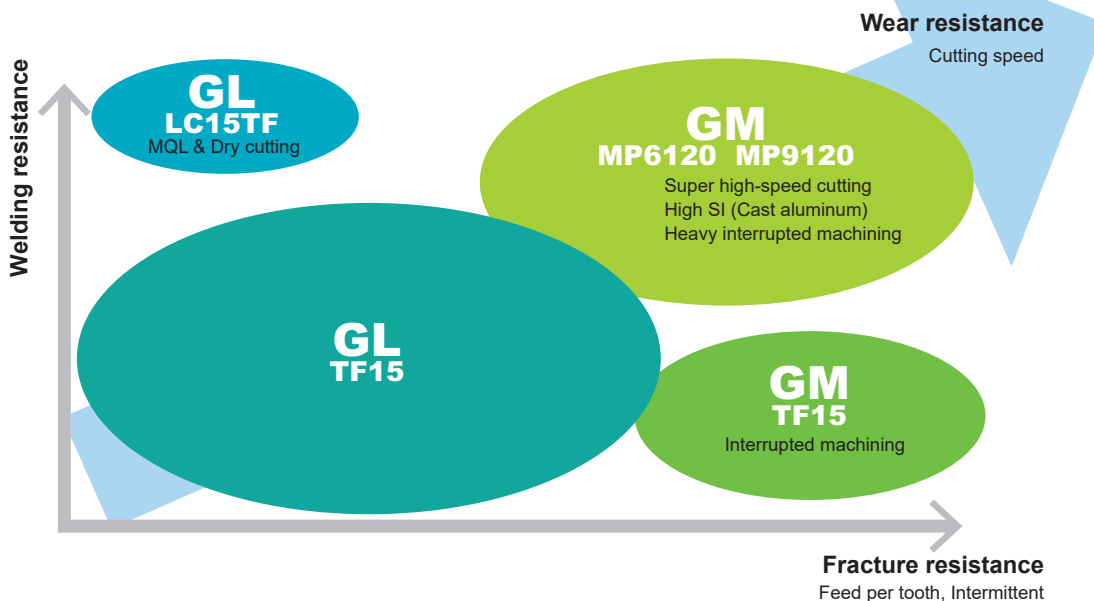 Wear resistance
Cutting speed
Welding resistance
GL
LC15TF
MQL & Dry cutting
GM
MP6120 MP9120
Super high-speed cutting
High SI (Cast aluminum)
Heavy interrupted machining
GL
TF15
GM
TF15
Interrupted machining
Fracture resistance
Feed per tooth, Intermittent